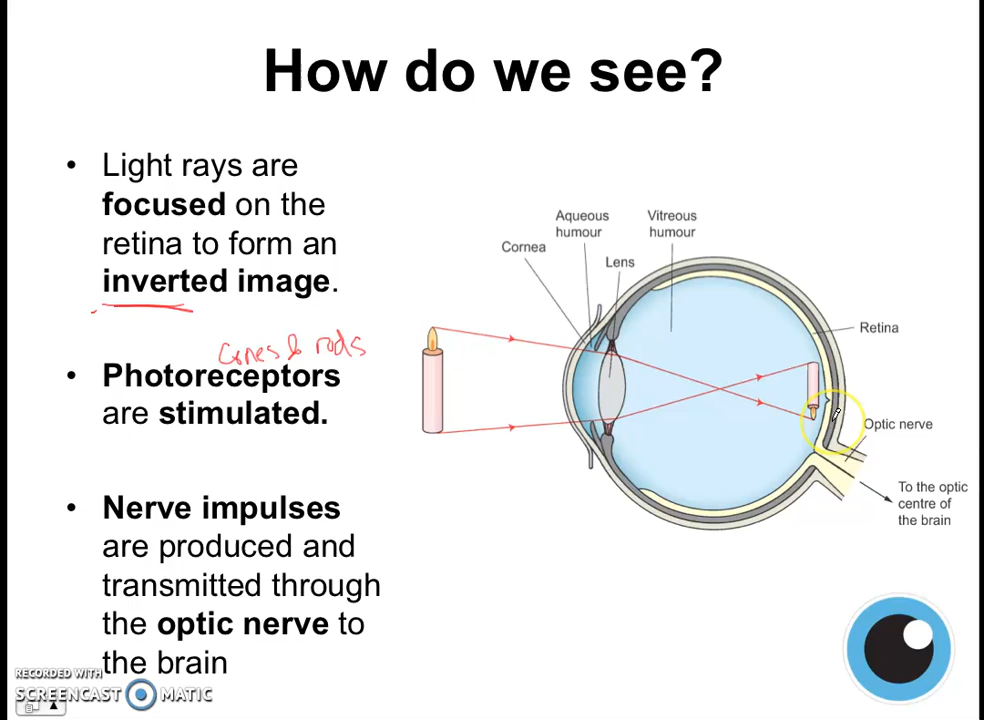 How do we see?
• Light rays are
focused on the
retina to form an
inverted image.
cones & rods
• Photoreceptors
are stimulated.
• Nerve impulses
are produced and
transmitted through
the optic nerve to
the brain
Aqueous
humour
Vitreous
humour
Cornea
Lens
Retina
Optic nerve
To the optic
centre of
the brain
RECORDED WITH
SCREENCAST MATIC